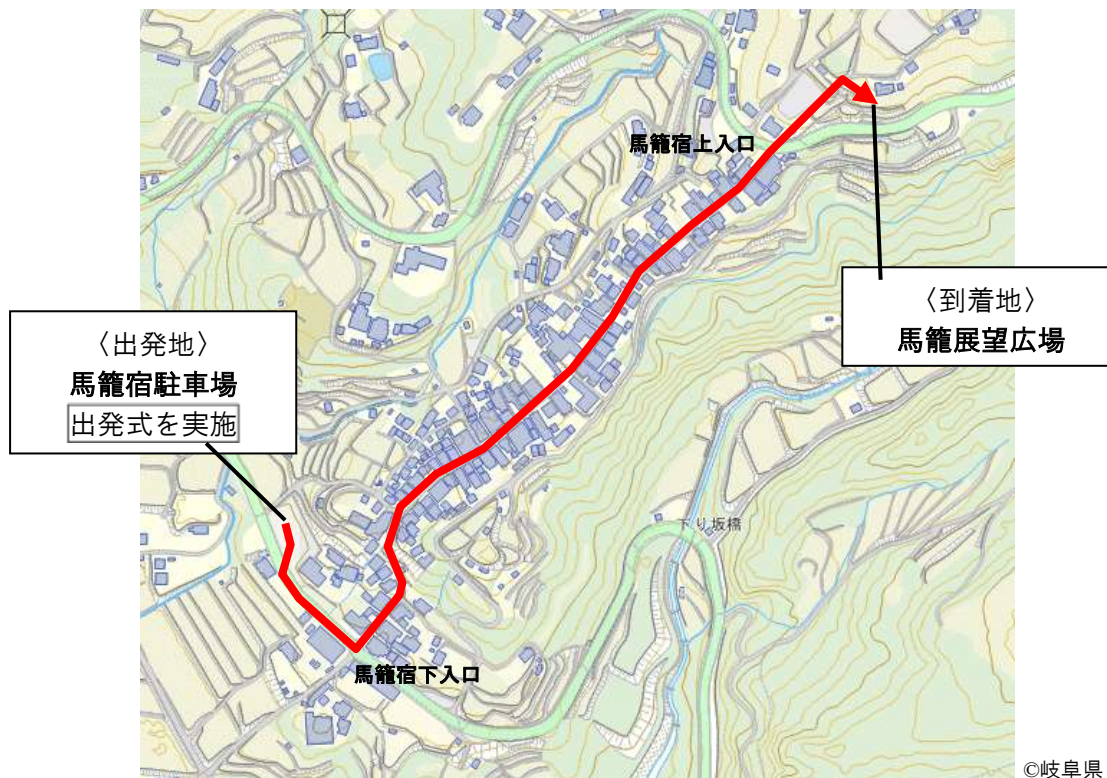 馬籠宿上入口
〈到着地〉
馬籠展望広場
〈出発地〉
馬籠宿駐車場
出発式を実施
下り坂橋
馬籠宿下入口
©岐阜県